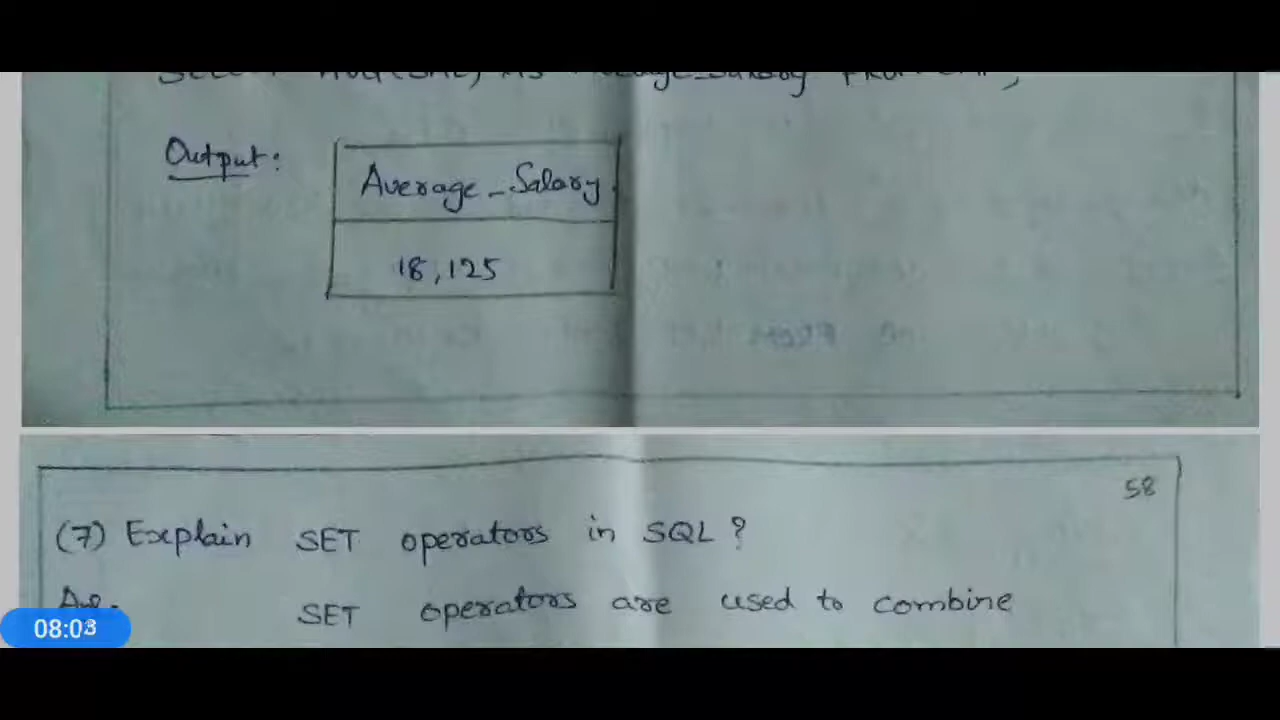 Output:
Average_Salary
18,125
58
(7) Explain SET operators in SQL?
Ans.
SET operators are used to combine
08:03